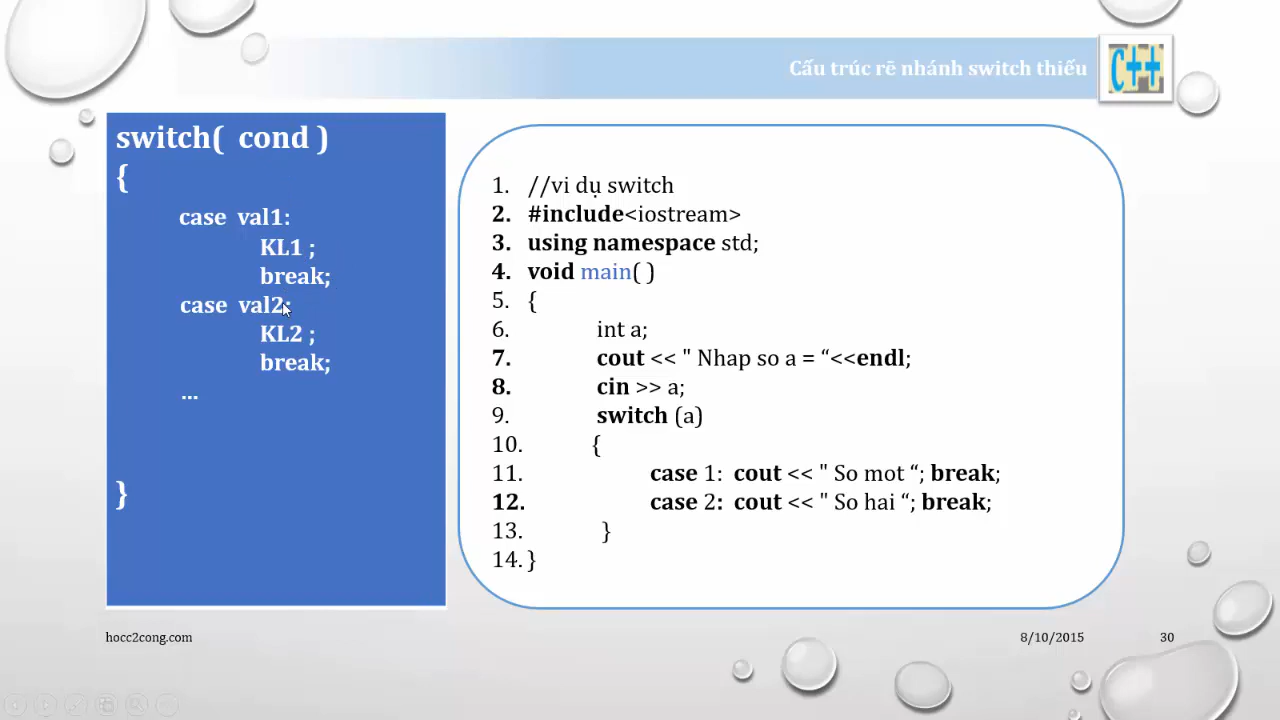 Cấu trúc rẽ nhánh switch thiếu
C++
switch( cond )
{
case val1:
KL1 ;
break;
case val2:
KL2 ;
break;
...
}
1. //vi dụ switch
2. #include<iostream>
3. using namespace std;
4. void main( )
5. {
6. int a;
7. cout << " Nhap so a = “<<endl;
8. cin >> a;
9. switch (a)
10. {
11. case 1: cout << " So mot “; break;
12. case 2: cout << " So hai “; break;
13. }
14. }
hocc2cong.com
8/10/2015
30